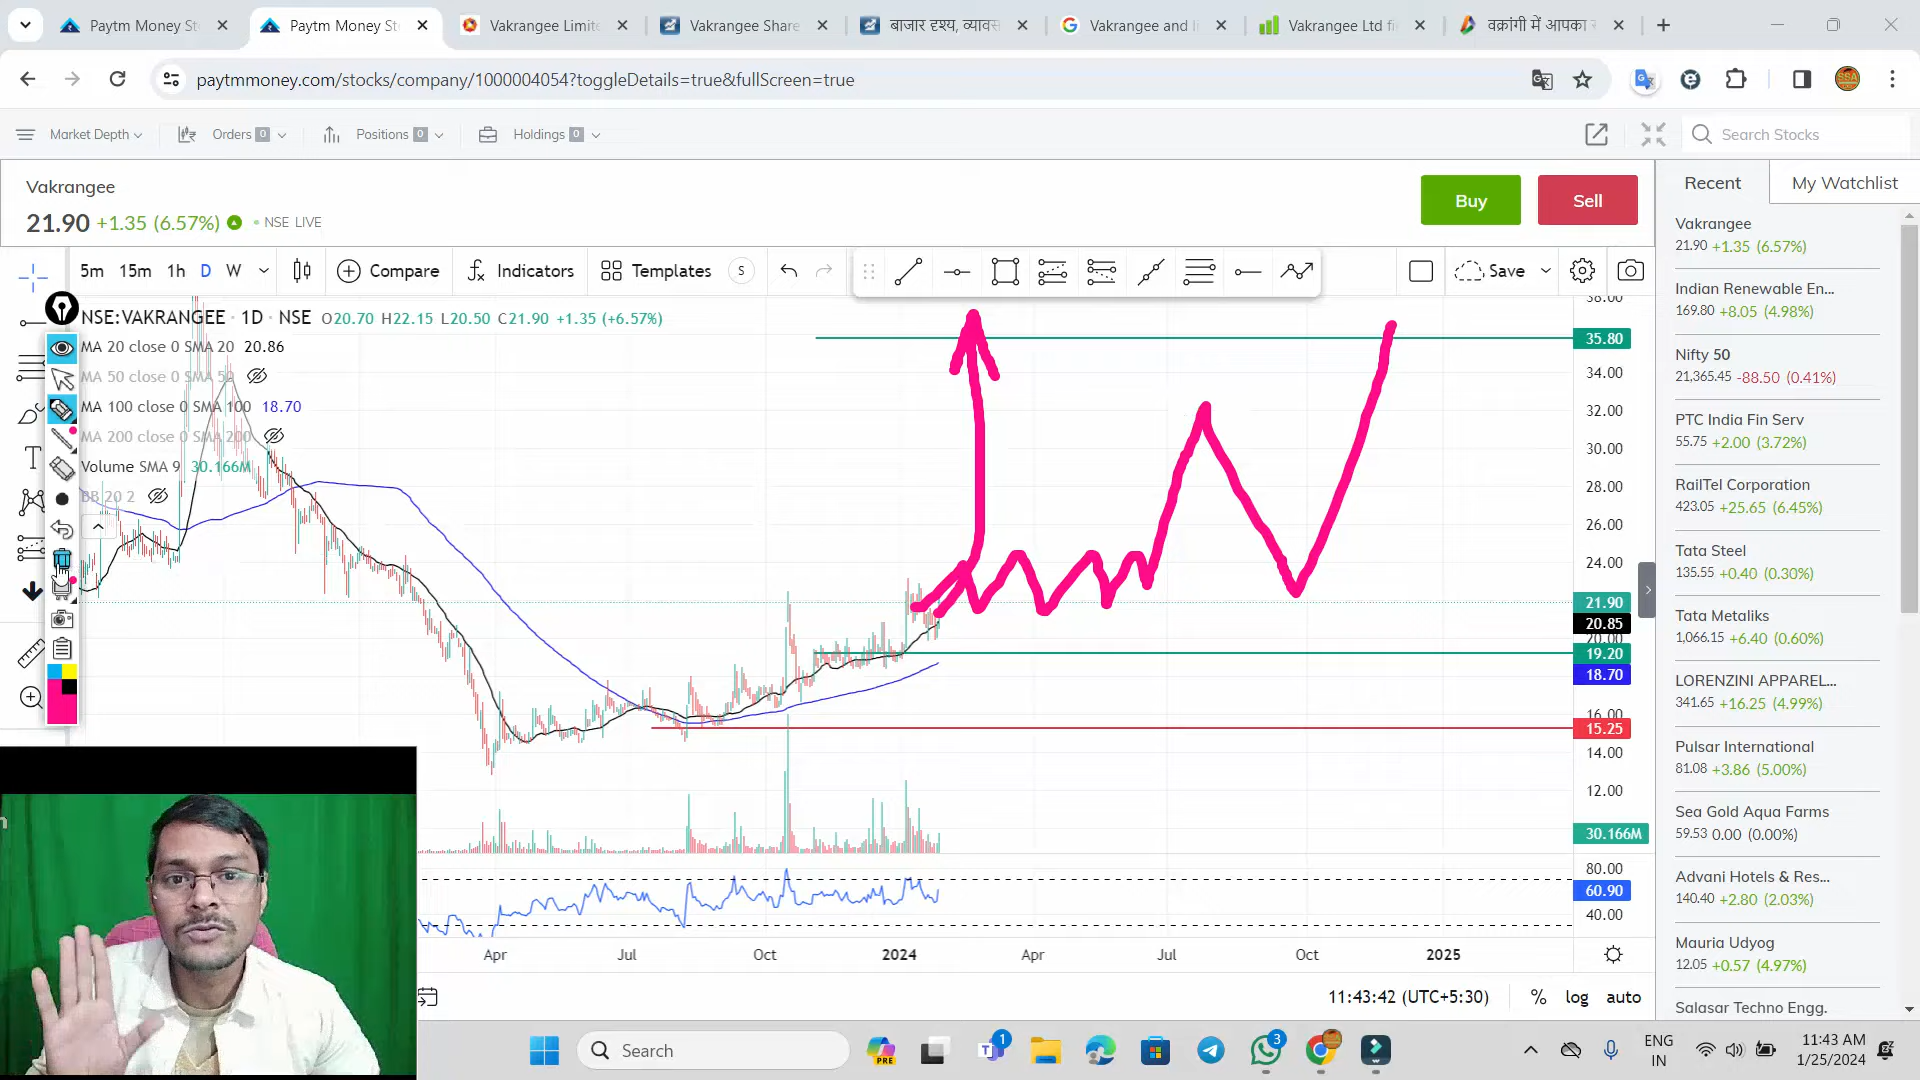 Paytm Money St
Paytm Money St
Vakrangee Limite
Vakrangee Share
बाजार दृश्य, व्यावस
Vakrangee and I
Vakrangee Ltd fi
वक्रांगी में आपका
paytmmoney.com/stocks/company/1000004054?toggleDetails=true&fullScreen=true
Market Depth
Orders 0
Positions 0
Holdings 0
Search Stocks
Vakrangee
21.90 +1.35 (6.57%) • NSE LIVE
Buy
Sell
Recent
My Watchlist
5m 15m 1h D W
Compare
Indicators
Templates
S
Save
NSE:VAKRANGEE · 1D · NSE O20.70 H22.15 L20.50 C21.90 +1.35 (+6.57%)
MA 20 close 0 SMA 20 20.86
MA 50 close 0 SMA 50
MA 100 close 0 SMA 100 18.70
MA 200 close 0 SMA 200
Volume SMA 9 30.166M
BB 20 2
T
38.00
35.80
34.00
32.00
30.00
28.00
26.00
24.00
21.90
20.85
20.00
19.20
18.70
16.00
15.25
14.00
12.00
30.166M
80.00
60.90
40.00
Apr Jul Oct 2024 Apr Jul Oct 2025
11:43:42 (UTC+5:30) % log auto
Vakrangee
21.90 +1.35 (6.57%)
Indian Renewable En...
169.80 +8.05 (4.98%)
Nifty 50
21,365.45 -88.50 (0.41%)
PTC India Fin Serv
55.75 +2.00 (3.72%)
RailTel Corporation
423.05 +25.65 (6.45%)
Tata Steel
135.55 +0.40 (0.30%)
Tata Metaliks
1,066.15 +6.40 (0.60%)
LORENZINI APPAREL...
341.65 +16.25 (4.99%)
Pulsar International
81.08 +3.86 (5.00%)
Sea Gold Aqua Farms
59.53 0.00 (0.00%)
Advani Hotels & Res...
140.40 +2.80 (2.03%)
Mauria Udyog
12.05 +0.57 (4.97%)
Salasar Techno Engg.
Search
PRE
1
3
ENG
IN
11:43 AM
1/25/2024